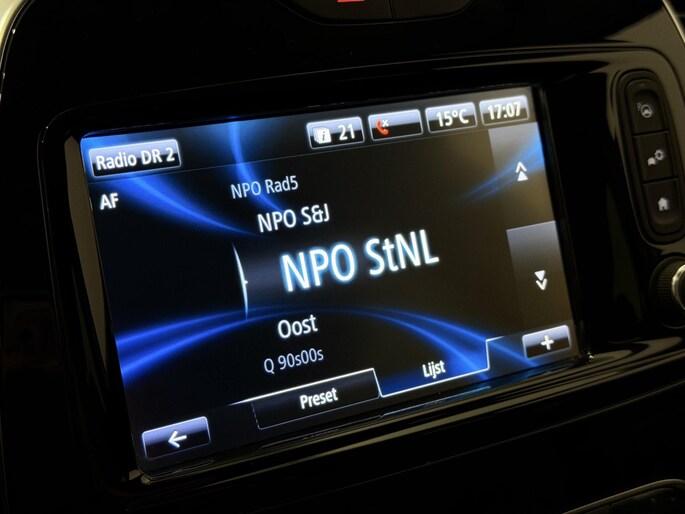 21
15°C
17:07
Radio DR 2
AF
NPO Rad5
NPO S&J
NPO StNL
Oost
Q 90s00s
Preset
Lijst